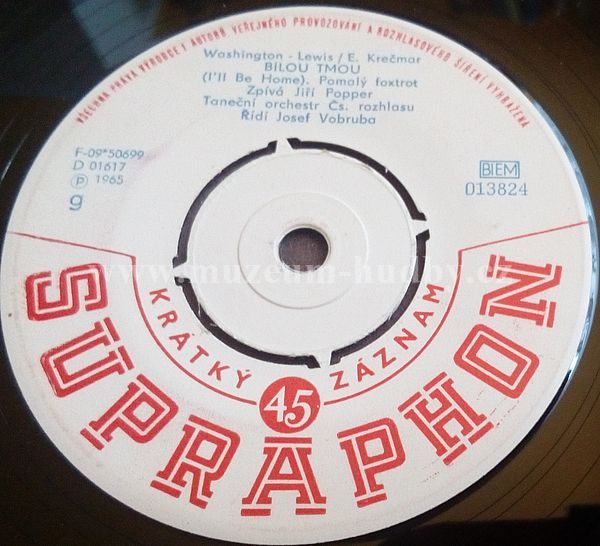 VŠECHNA PRÁVA VÝROBCE I AUTORŮ VEŘEJNÉHO PROVOZOVÁNÍ A ROZHLASOVÉHO ŠÍŘENÍ VYHRAZENA
Washington - Lewis / E. Krečmar
BÍLOU TMOU
(I'll Be Home). Pomalý foxtrot
Zpívá Jiří Popper
Taneční orchestr Čs. rozhlasu
Řídí Josef Vobruba
F-09*50699
D 01617
Ⓟ 1965
g
BIEM
013824
www.muzeum-hudby.cz
KRÁTKÝ 45 ZÁZNAM
SUPRAPHON